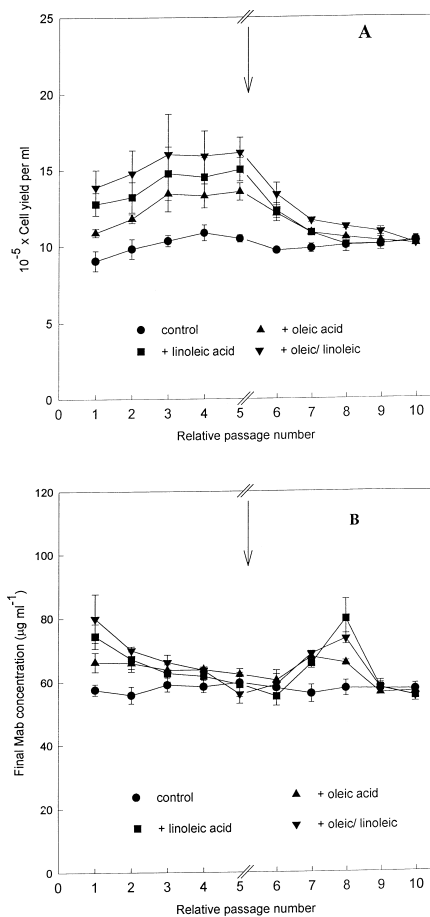 A
25
20
15
10
5
0
10⁻⁵ x Cell yield per ml
● control
▲ + oleic acid
■ + linoleic acid
▼ + oleic/ linoleic
0 1 2 3 4 5 6 7 8 9 10
Relative passage number
B
120
100
80
60
40
20
0
Final Mab concentration (μg ml⁻¹)
● control
▲ + oleic acid
■ + linoleic acid
▼ + oleic/ linoleic
0 1 2 3 4 5 6 7 8 9 10
Relative passage number